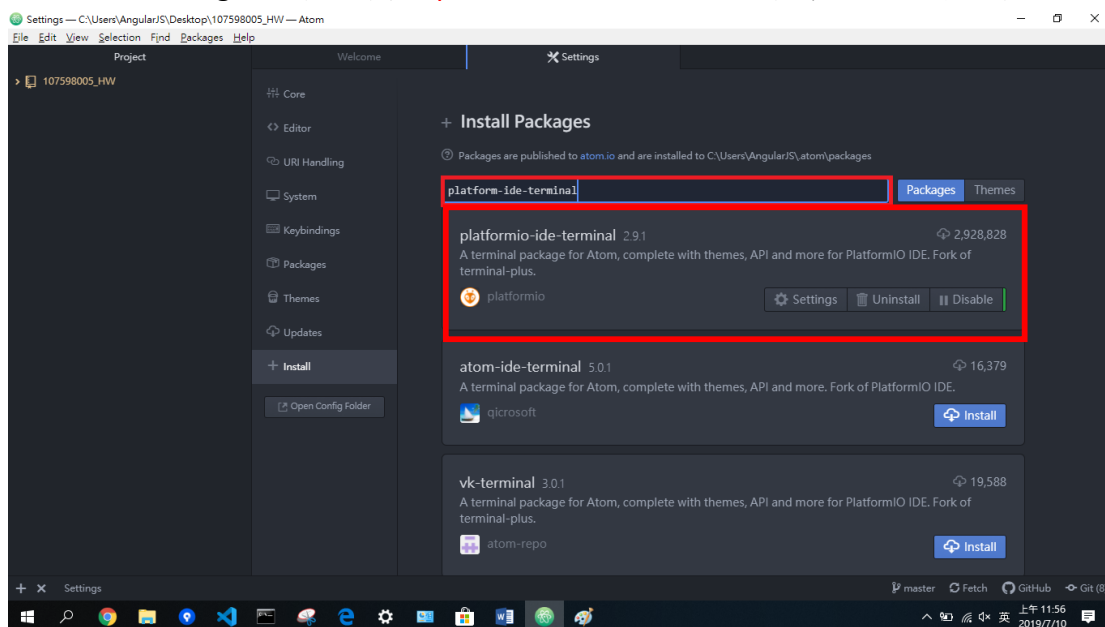 Settings — C:\Users\AngularJS\Desktop\107598005_HW — Atom
File Edit View Selection Find Packages Help
Project
Welcome
Settings
107598005_HW
Core
Editor
URI Handling
System
Keybindings
Packages
Themes
Updates
+ Install
Open Config Folder
+ Install Packages
Packages are published to atom.io and are installed to C:\Users\AngularJS\.atom\packages
platform-ide-terminal
Packages Themes
platformio-ide-terminal 2.9.1 2,928,828
A terminal package for Atom, complete with themes, API and more for PlatformIO IDE. Fork of
terminal-plus.
platformio
Settings Uninstall Disable
atom-ide-terminal 5.0.1 16,379
A terminal package for Atom, complete with themes, API and more. Fork of PlatformIO IDE.
qicrosoft
Install
vk-terminal 3.0.1 19,588
A terminal package for Atom, complete with themes, API and more for PlatformIO IDE. Fork of
terminal-plus.
atom-repo
Install
Settings
master Fetch GitHub Git (8
英
上午 11:56
2019/7/10